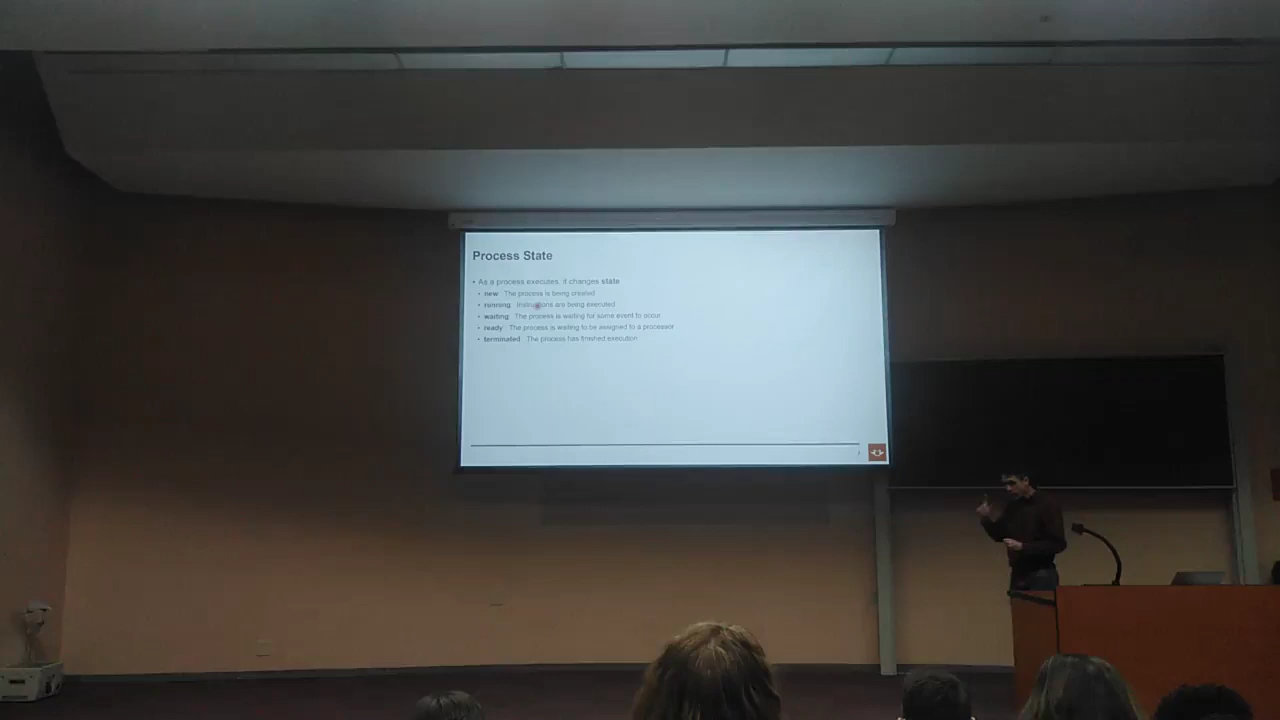 Process State
• As a process executes, it changes state
• new The process is being created
• running Instructions are being executed
• waiting The process is waiting for some event to occur
• ready The process is waiting to be assigned to a processor
• terminated The process has finished execution